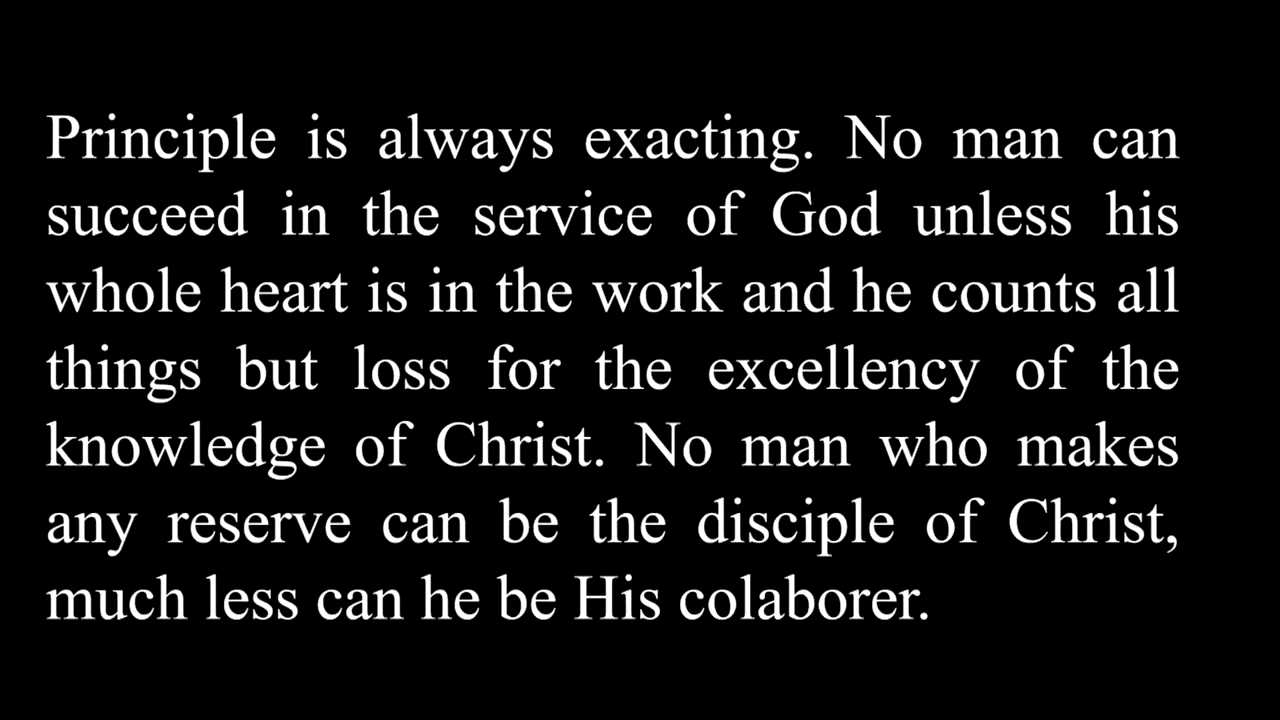 Principle is always exacting. No man can
succeed in the service of God unless his
whole heart is in the work and he counts all
things but loss for the excellency of the
knowledge of Christ. No man who makes
any reserve can be the disciple of Christ,
much less can he be His colaborer.